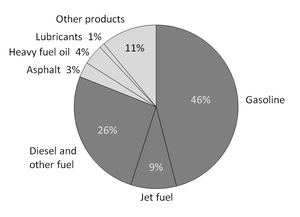 Other products
11%
Lubricants 1%
Heavy fuel oil 4%
Asphalt 3%
46%
Gasoline
26%
Diesel and
other fuel
9%
Jet fuel